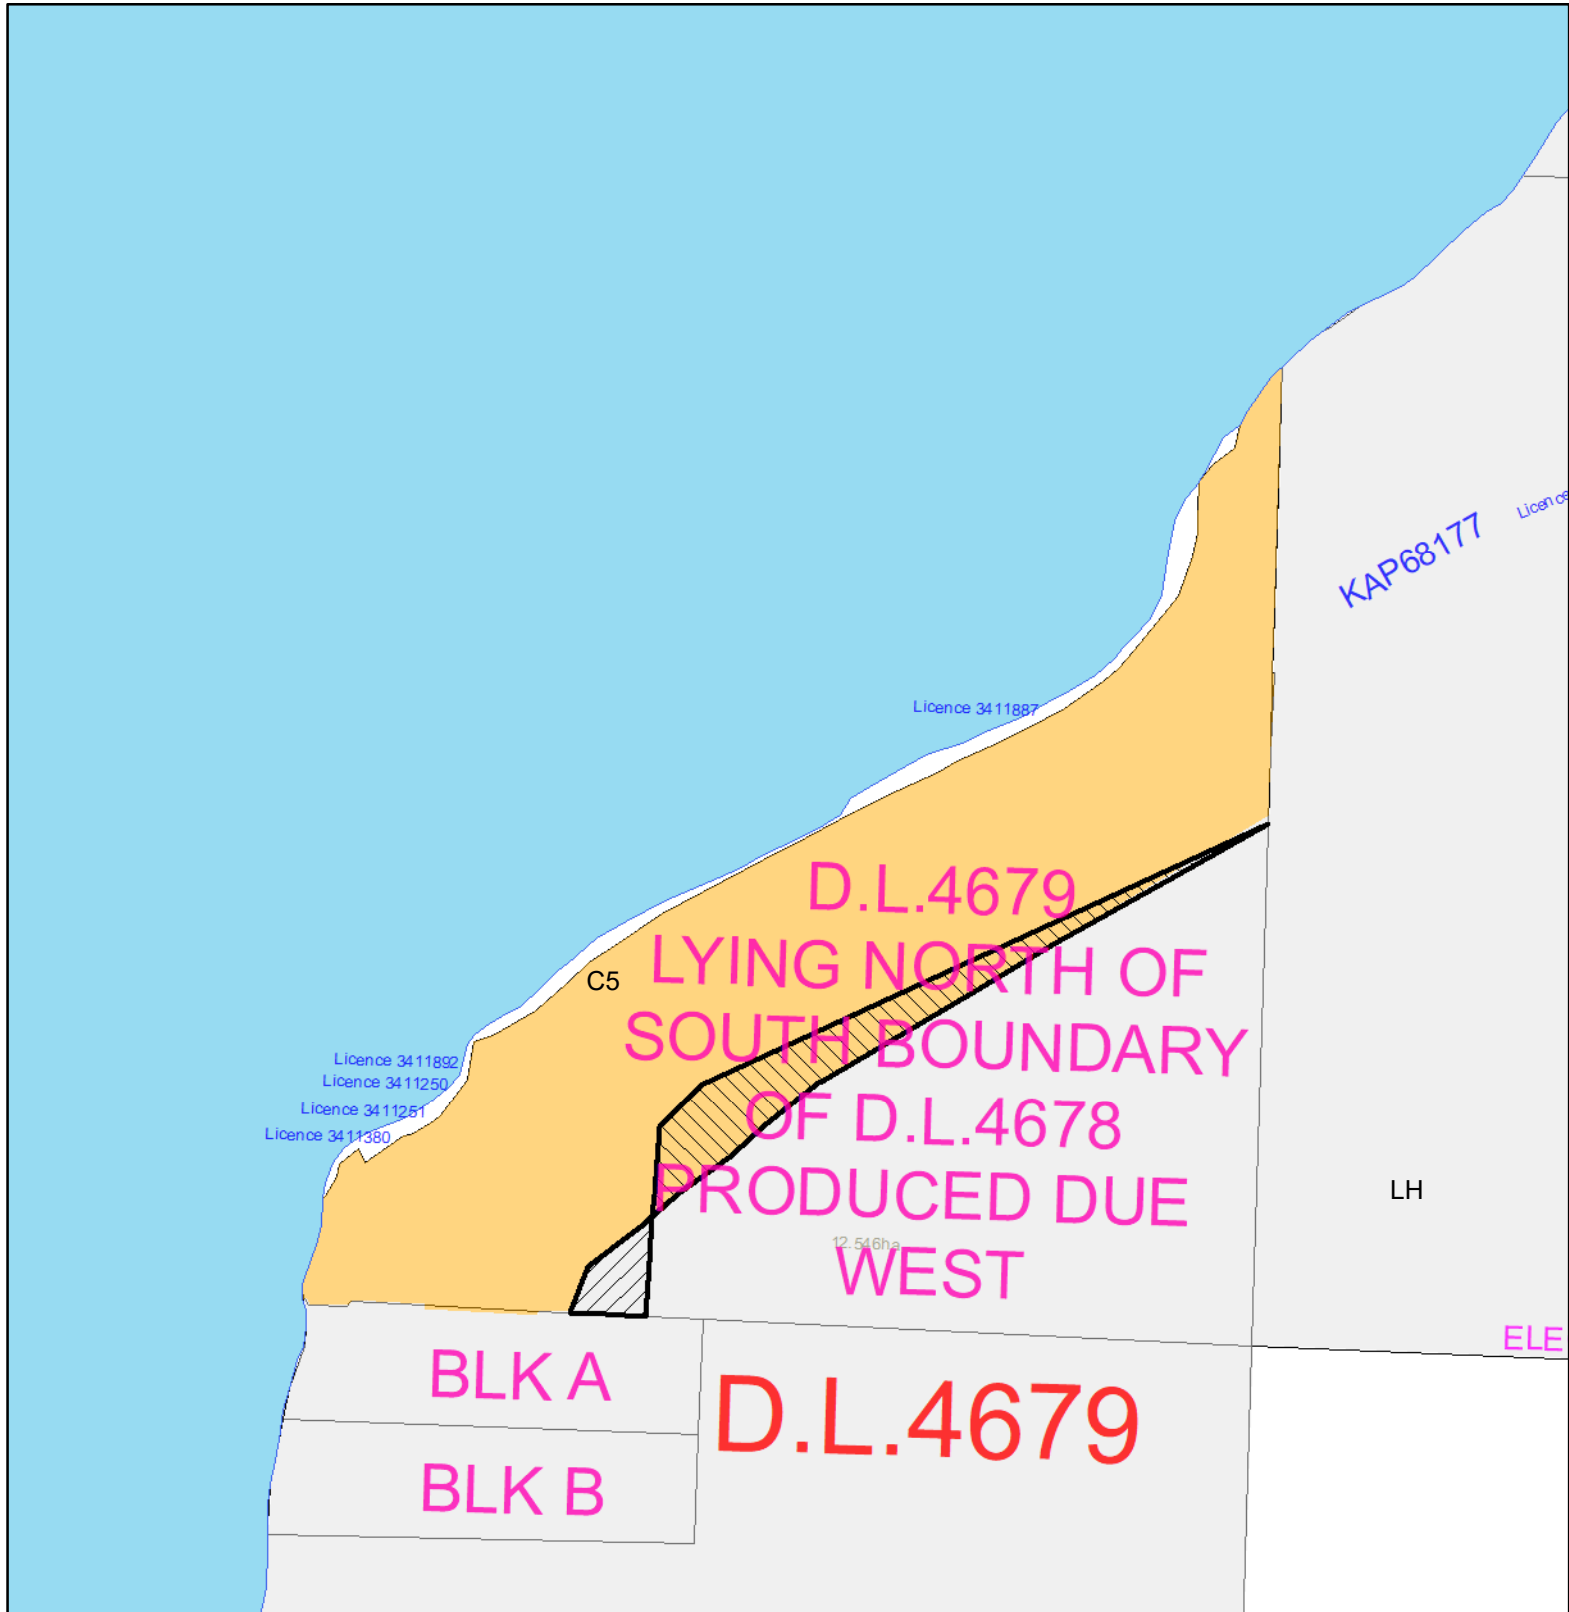 Licence
KAP68177
Licence 3411887
D.L.4679
LYING NORTH OF
SOUTH BOUNDARY
OF D.L.4678
PRODUCED DUE
WEST
C5
Licence 3411892
Licence 3411250
Licence 3411251
Licence 3411380
LH
12.546ha
ELE
BLK A
D.L.4679
BLK B